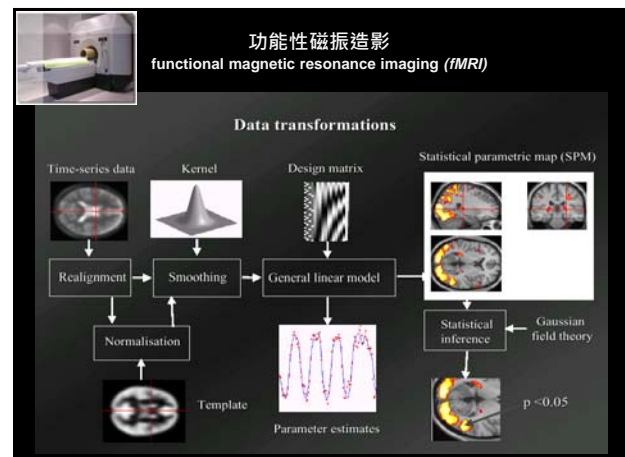 功能性磁振造影
functional magnetic resonance imaging (fMRI)
Data transformations
Time-series data
Kernel
Design matrix
Statistical parametric map (SPM)
Realignment
Smoothing
General linear model
Normalisation
Statistical
inference
Gaussian
field theory
Template
Parameter estimates
p <0.05